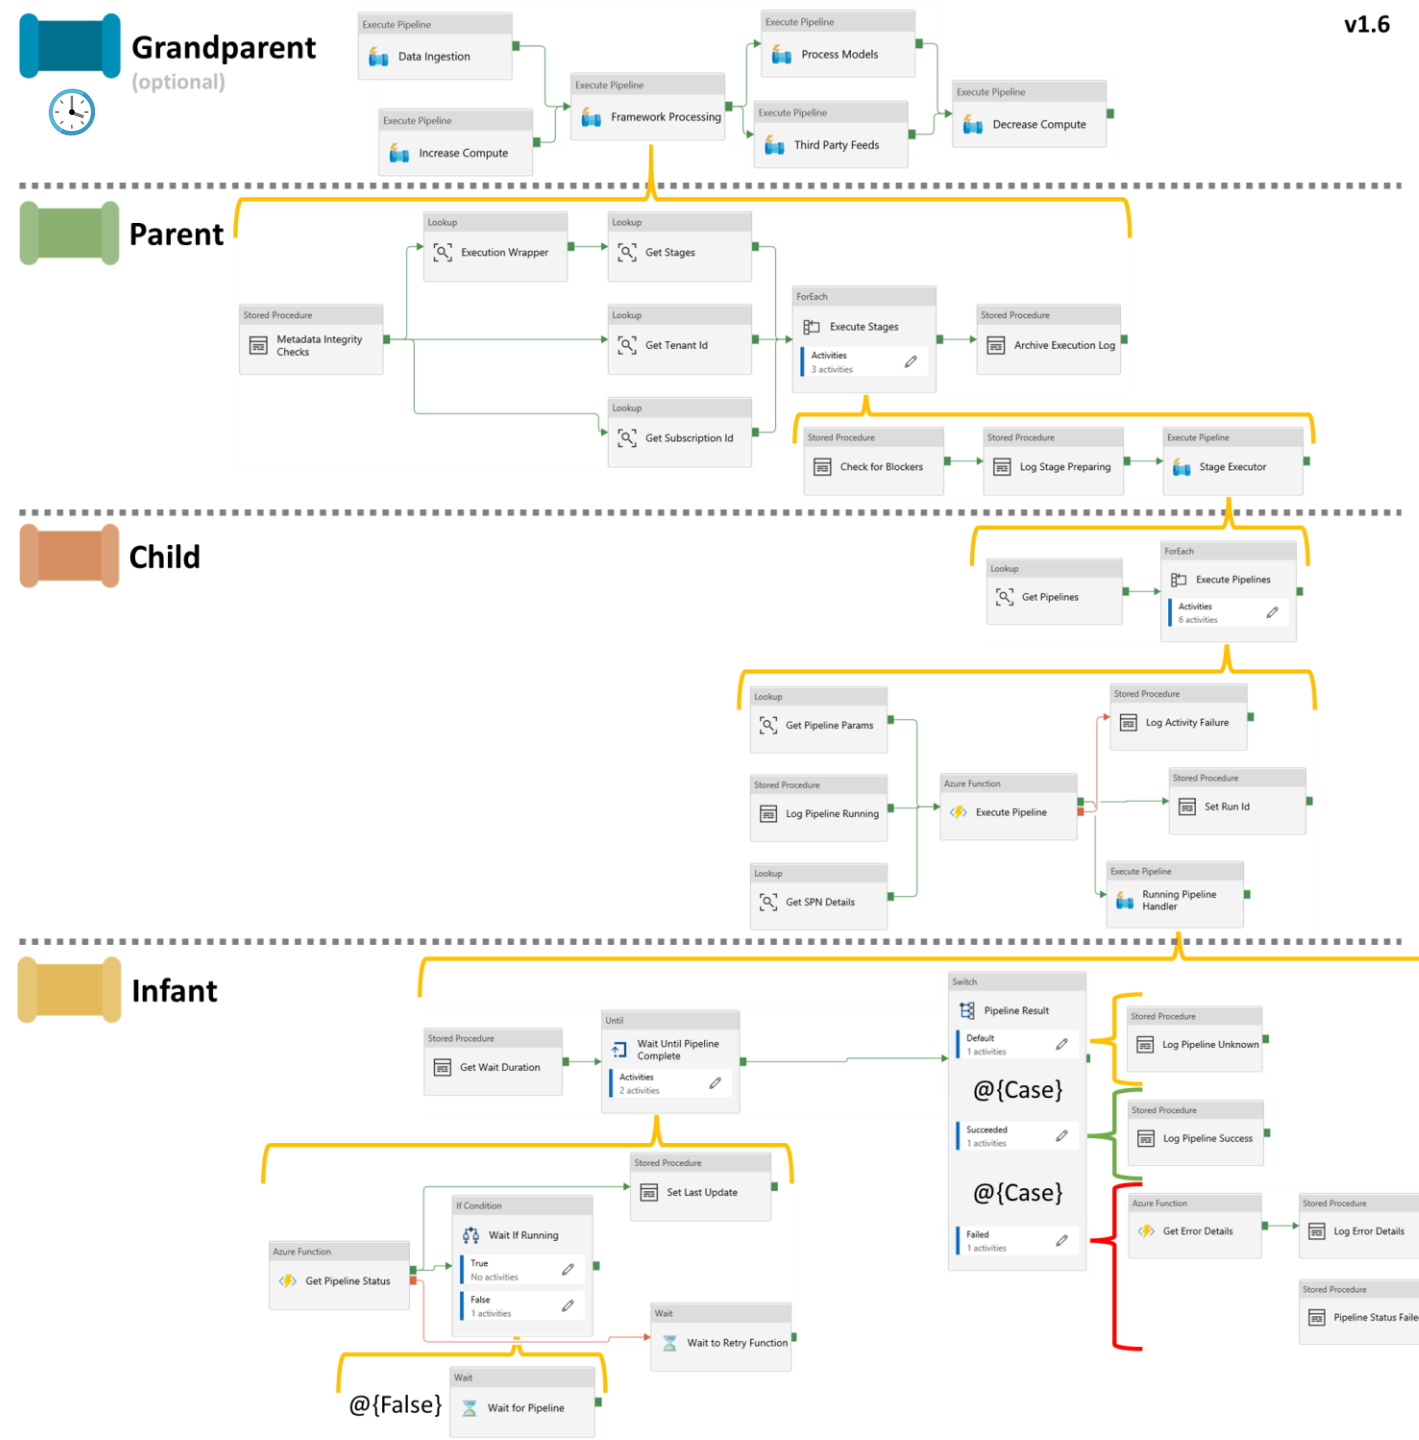 Grandparent
(optional)
v1.6
Execute Pipeline
Data Ingestion
Execute Pipeline
Increase Compute
Execute Pipeline
Framework Processing
Execute Pipeline
Process Models
Execute Pipeline
Third Party Feeds
Execute Pipeline
Decrease Compute
Parent
Stored Procedure
Metadata Integrity
Checks
Lookup
Execution Wrapper
Lookup
Get Stages
Lookup
Get Tenant Id
Lookup
Get Subscription Id
ForEach
Execute Stages
Activities
3 activities
Stored Procedure
Archive Execution Log
Stored Procedure
Check for Blockers
Stored Procedure
Log Stage Preparing
Execute Pipeline
Stage Executor
Child
Lookup
Get Pipelines
ForEach
Execute Pipelines
Activities
6 activities
Lookup
Get Pipeline Params
Stored Procedure
Log Pipeline Running
Lookup
Get SPN Details
Azure Function
Execute Pipeline
Stored Procedure
Log Activity Failure
Stored Procedure
Set Run Id
Execute Pipeline
Running Pipeline
Handler
Infant
Stored Procedure
Get Wait Duration
Until
Wait Until Pipeline
Complete
Activities
2 activities
Switch
Pipeline Result
Default
1 activities
@{Case}
Succeeded
1 activities
@{Case}
Failed
1 activities
Stored Procedure
Log Pipeline Unknown
Stored Procedure
Log Pipeline Success
Azure Function
Get Error Details
Stored Procedure
Log Error Details
Stored Procedure
Pipeline Status Faile
Azure Function
Get Pipeline Status
Stored Procedure
Set Last Update
If Condition
Wait If Running
True
No activities
False
1 activities
Wait
Wait to Retry Function
@{False}
Wait
Wait for Pipeline